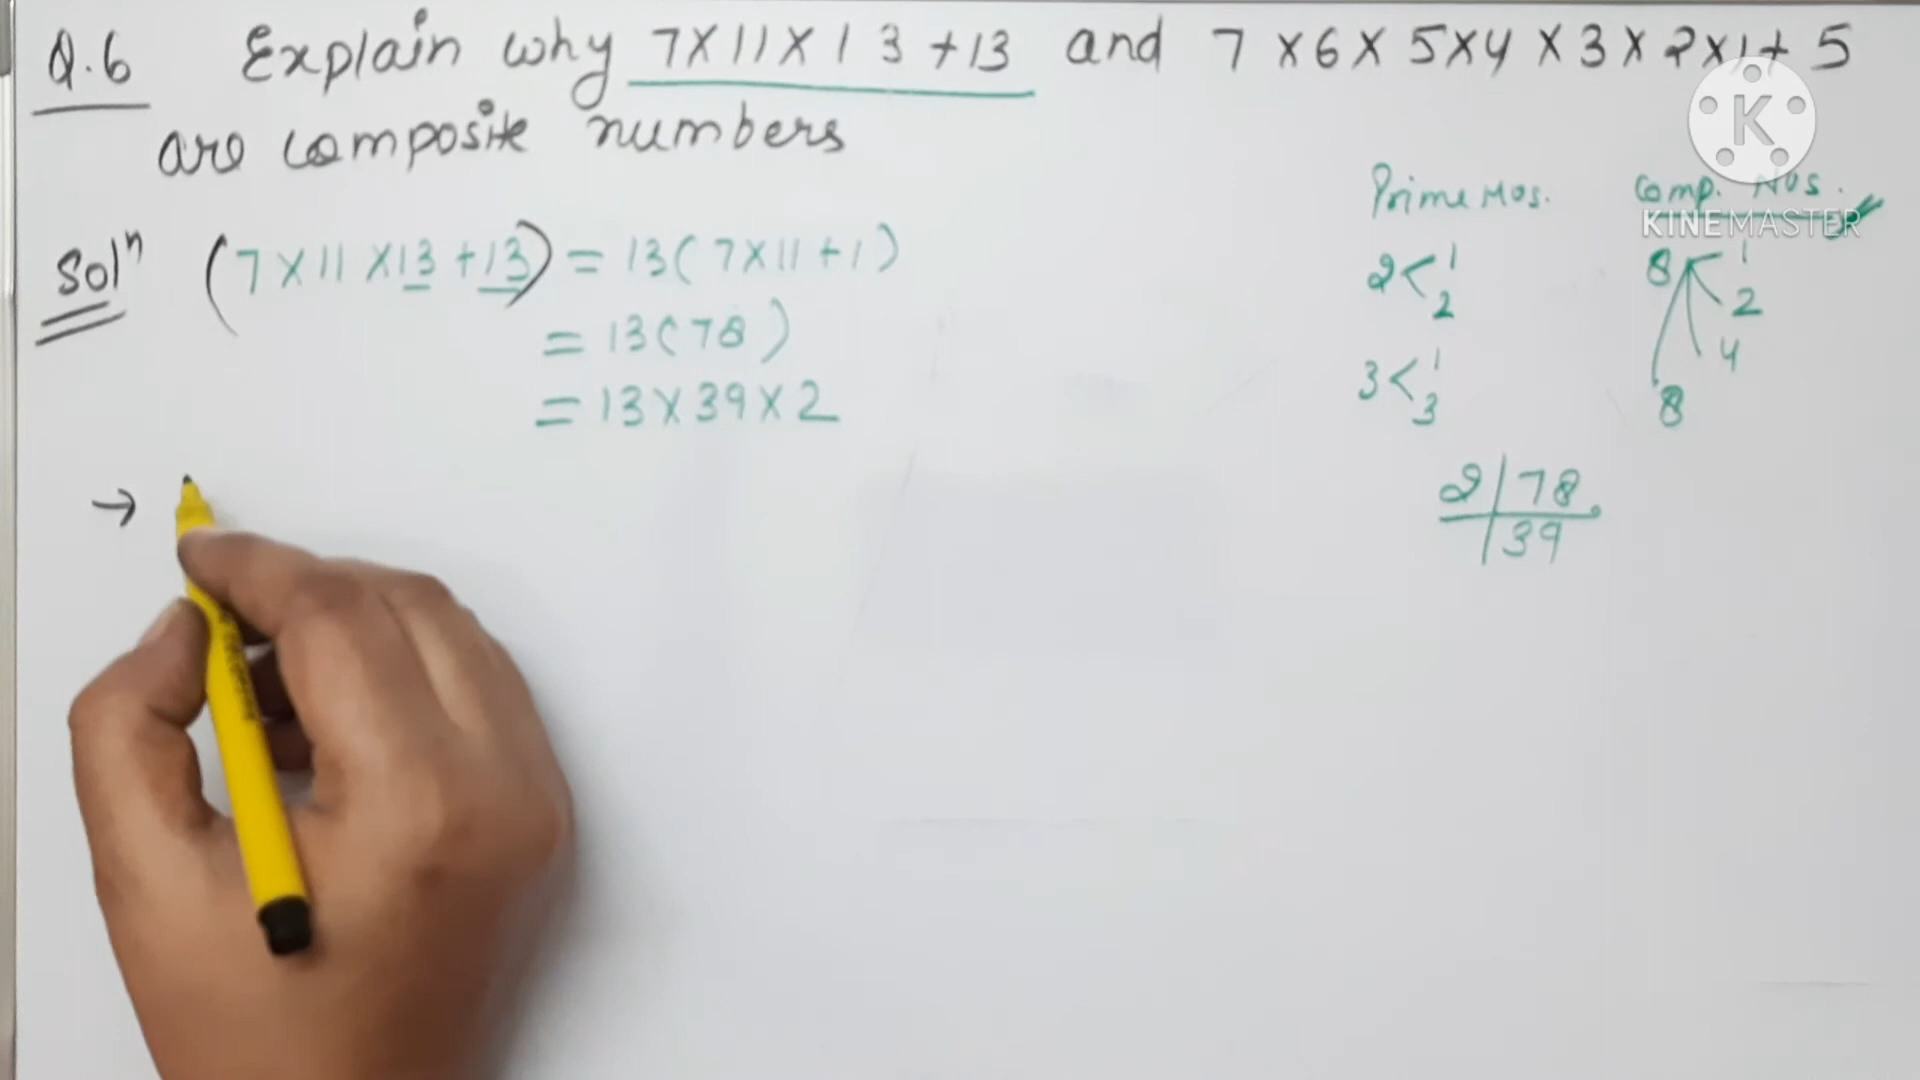 Q.6 Explain why 7×11×13+13 and 7×6×5×4×3×2×1+5
are composite numbers
Solⁿ (7×11×13+13) = 13(7×11+1)
= 13(78)
= 13×39×2
→
Prime Nos.
2< 1
2
3< 1
3
Comp. Nos.
8 1
2
4
8
2|78
|39
K
KINEMASTER